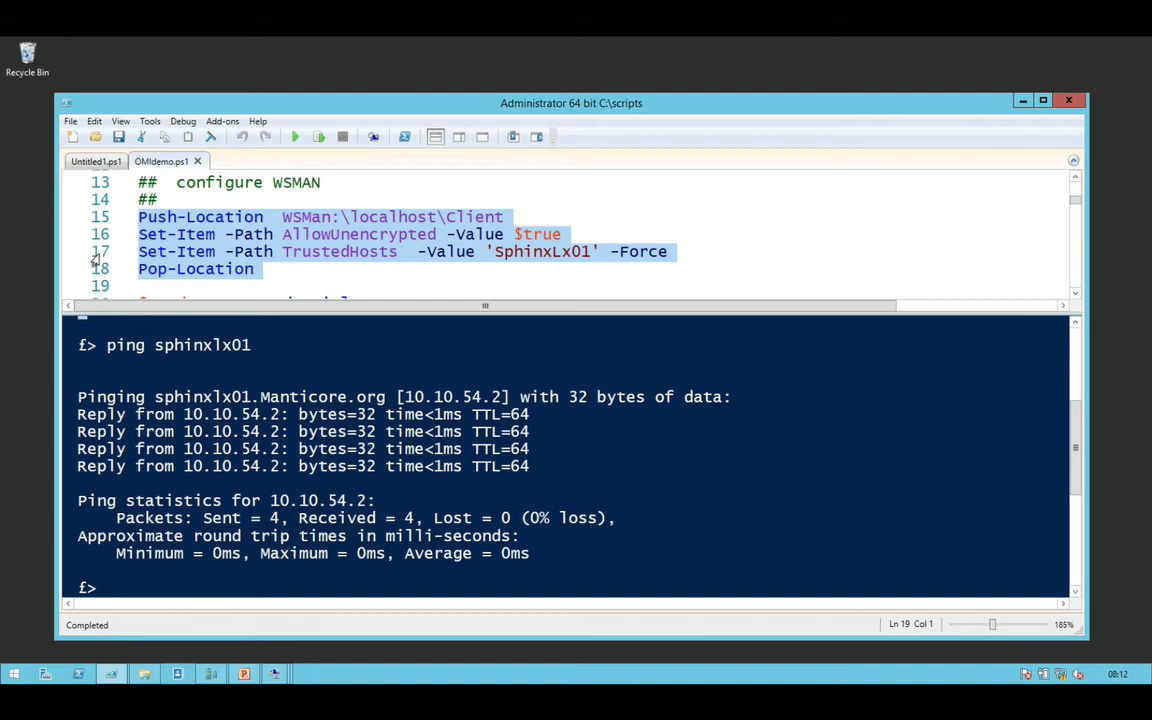 Recycle Bin
Administrator 64 bit C:\scripts
File Edit View Tools Debug Add-ons Help
Untitled1.ps1 OMIdemo.ps1
13 ## configure WSMAN
14 ##
15 Push-Location WSMan:\localhost\Client
16 Set-Item -Path AllowUnencrypted -Value $true
17 Set-Item -Path TrustedHosts -Value 'SphinxLx01' -Force
18 Pop-Location
19
£> ping sphinxlx01
Pinging sphinxlx01.Manticore.org [10.10.54.2] with 32 bytes of data:
Reply from 10.10.54.2: bytes=32 time<1ms TTL=64
Reply from 10.10.54.2: bytes=32 time<1ms TTL=64
Reply from 10.10.54.2: bytes=32 time<1ms TTL=64
Reply from 10.10.54.2: bytes=32 time<1ms TTL=64
Ping statistics for 10.10.54.2:
Packets: Sent = 4, Received = 4, Lost = 0 (0% loss),
Approximate round trip times in milli-seconds:
Minimum = 0ms, Maximum = 0ms, Average = 0ms
£>
Completed Ln 19 Col 1 185%
08:12